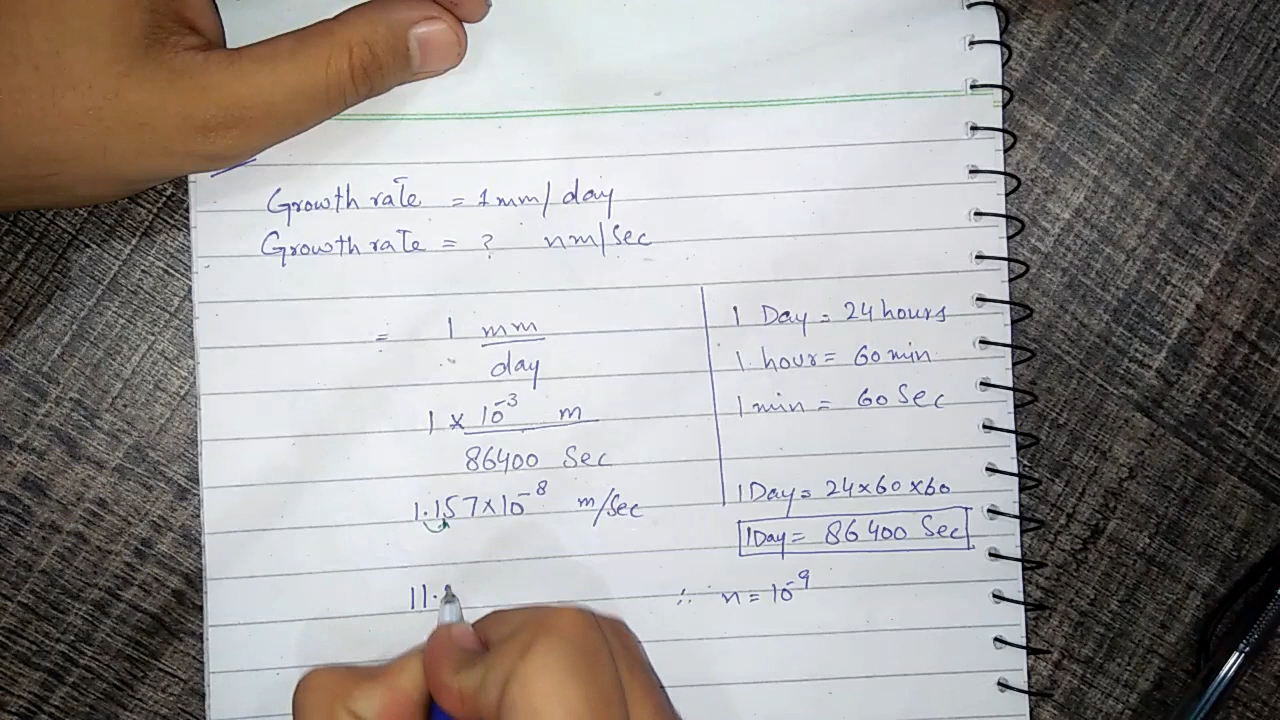 Growth rate = 1 mm/day
Growth rate = ? nm/sec
= 1 mm/day
1 × 10⁻³ m
86400 Sec
1.157×10⁻⁸ m/sec
11.
1 Day = 24 hours
1 hour = 60 min
1 min = 60 Sec
1 Day = 24×60×60
1 Day = 86400 Sec
∴ n = 10⁻⁹